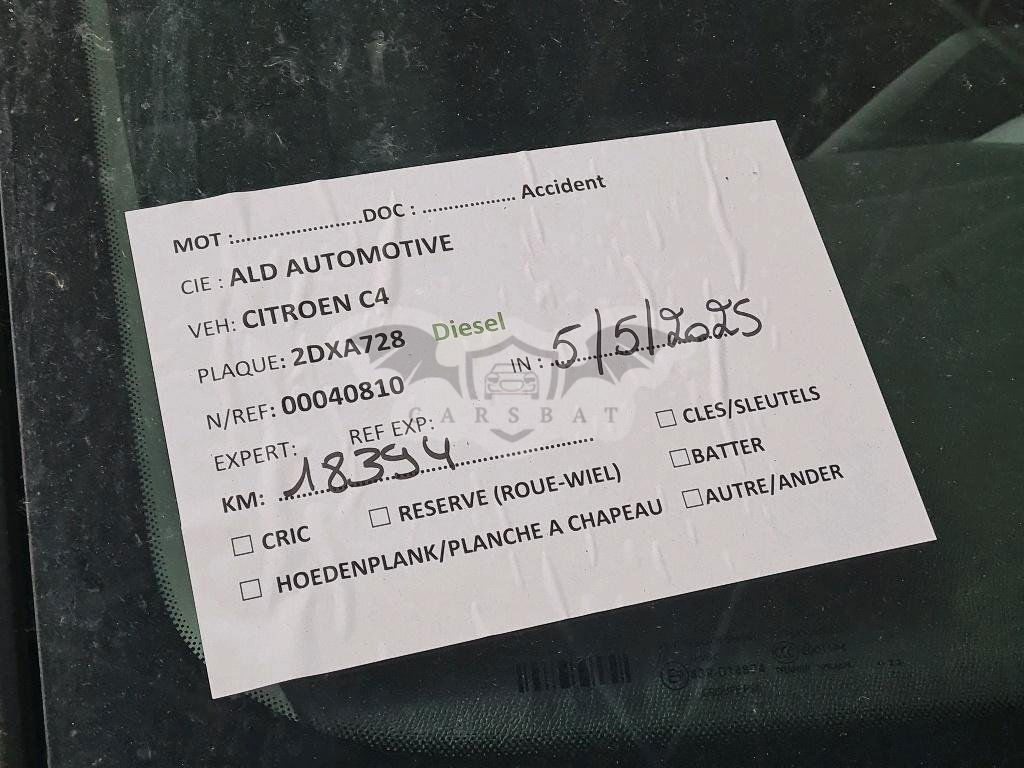 MOT :......................DOC : .................. Accident
CIE : ALD AUTOMOTIVE
VEH: CITROEN C4
PLAQUE: 2DXA728 Diesel
IN : 5/5/2025
N/REF: 00040810
CARSBAT
EXPERT: REF EXP:
KM: 18394
☐ CLES/SLEUTELS
☐ CRIC ☐ RESERVE (ROUE-WIEL) ☐ BATTER
☐ HOEDENPLANK/PLANCHE A CHAPEAU ☐ AUTRE/ANDER